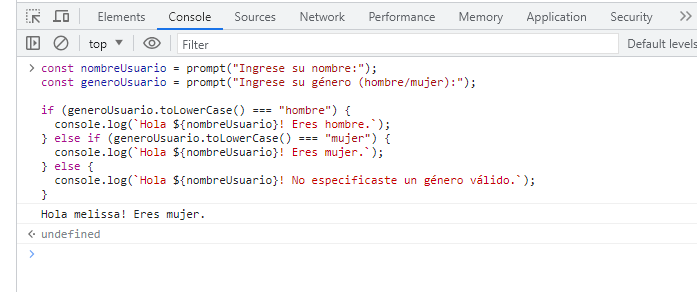 Elements Console Sources Network Performance Memory Application Security
top Filter Default levels
const nombreUsuario = prompt("Ingrese su nombre:");
const generoUsuario = prompt("Ingrese su género (hombre/mujer):");
if (generoUsuario.toLowerCase() === "hombre") {
  console.log(`Hola ${nombreUsuario}! Eres hombre.`);
} else if (generoUsuario.toLowerCase() === "mujer") {
  console.log(`Hola ${nombreUsuario}! Eres mujer.`);
} else {
  console.log(`Hola ${nombreUsuario}! No especificaste un género válido.`);
}
Hola melissa! Eres mujer.
undefined